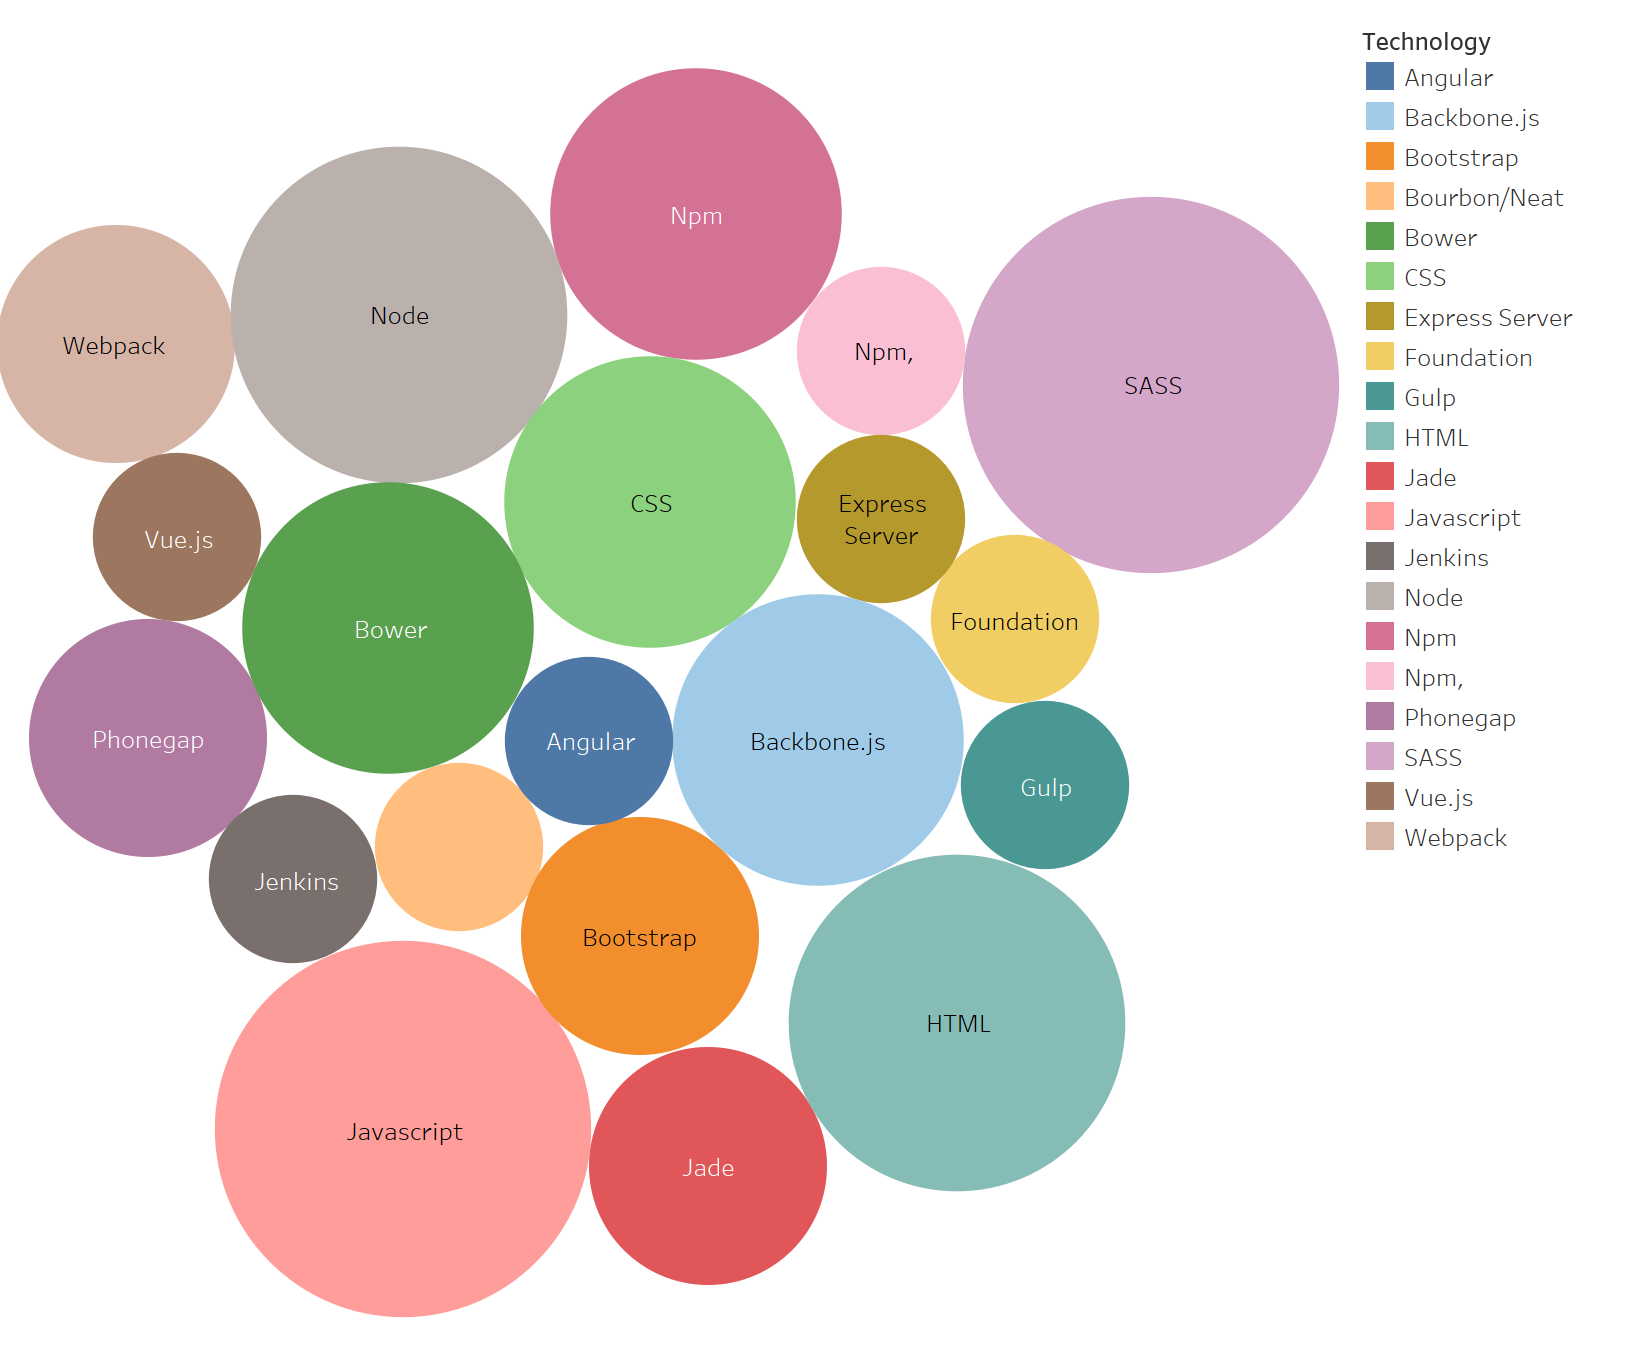 Npm
Node
Webpack
Npm,
SASS
CSS
Express
Server
Vue.js
Bower
Foundation
Phonegap
Angular
Backbone.js
Gulp
Jenkins
Bootstrap
HTML
Javascript
Jade
Technology
Angular
Backbone.js
Bootstrap
Bourbon/Neat
Bower
CSS
Express Server
Foundation
Gulp
HTML
Jade
Javascript
Jenkins
Node
Npm
Npm,
Phonegap
SASS
Vue.js
Webpack